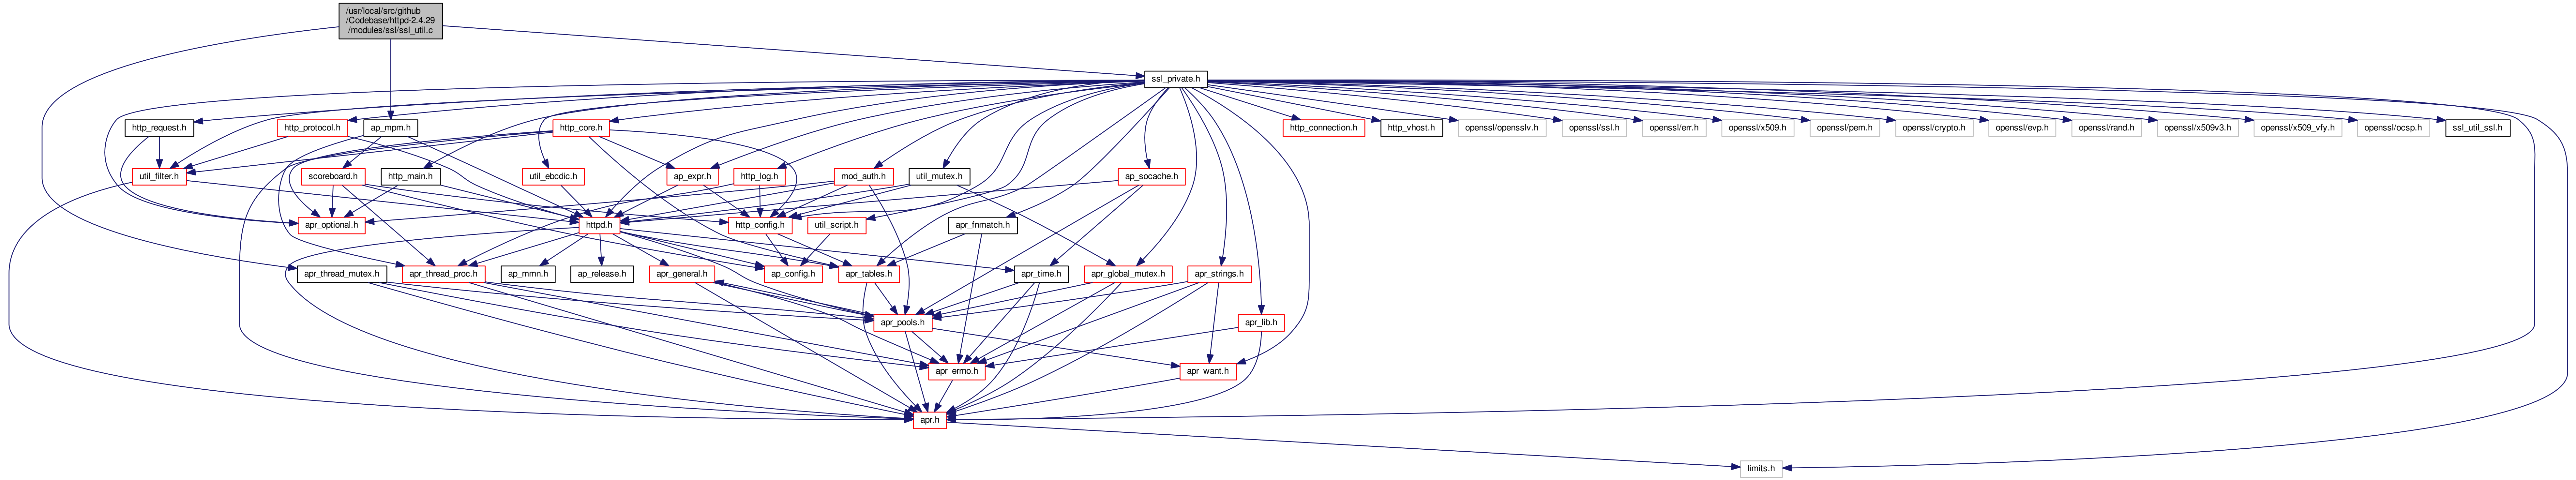 /usr/local/src/github
/Codebase/httpd-2.4.29
/modules/ssl/ssl_util.c
ssl_private.h
http_request.h
http_protocol.h
ap_mpm.h
http_core.h
http_connection.h
http_vhost.h
openssl/opensslv.h
openssl/ssl.h
openssl/err.h
openssl/x509.h
openssl/pem.h
openssl/crypto.h
openssl/evp.h
openssl/rand.h
openssl/x509v3.h
openssl/x509_vfy.h
openssl/ocsp.h
ssl_util_ssl.h
util_filter.h
scoreboard.h
http_main.h
util_ebcdic.h
ap_expr.h
http_log.h
mod_auth.h
util_mutex.h
ap_socache.h
apr_optional.h
httpd.h
http_config.h
util_script.h
apr_fnmatch.h
apr_thread_mutex.h
apr_thread_proc.h
ap_mmn.h
ap_release.h
apr_general.h
ap_config.h
apr_tables.h
apr_time.h
apr_global_mutex.h
apr_strings.h
apr_pools.h
apr_lib.h
apr_errno.h
apr_want.h
apr.h
limits.h